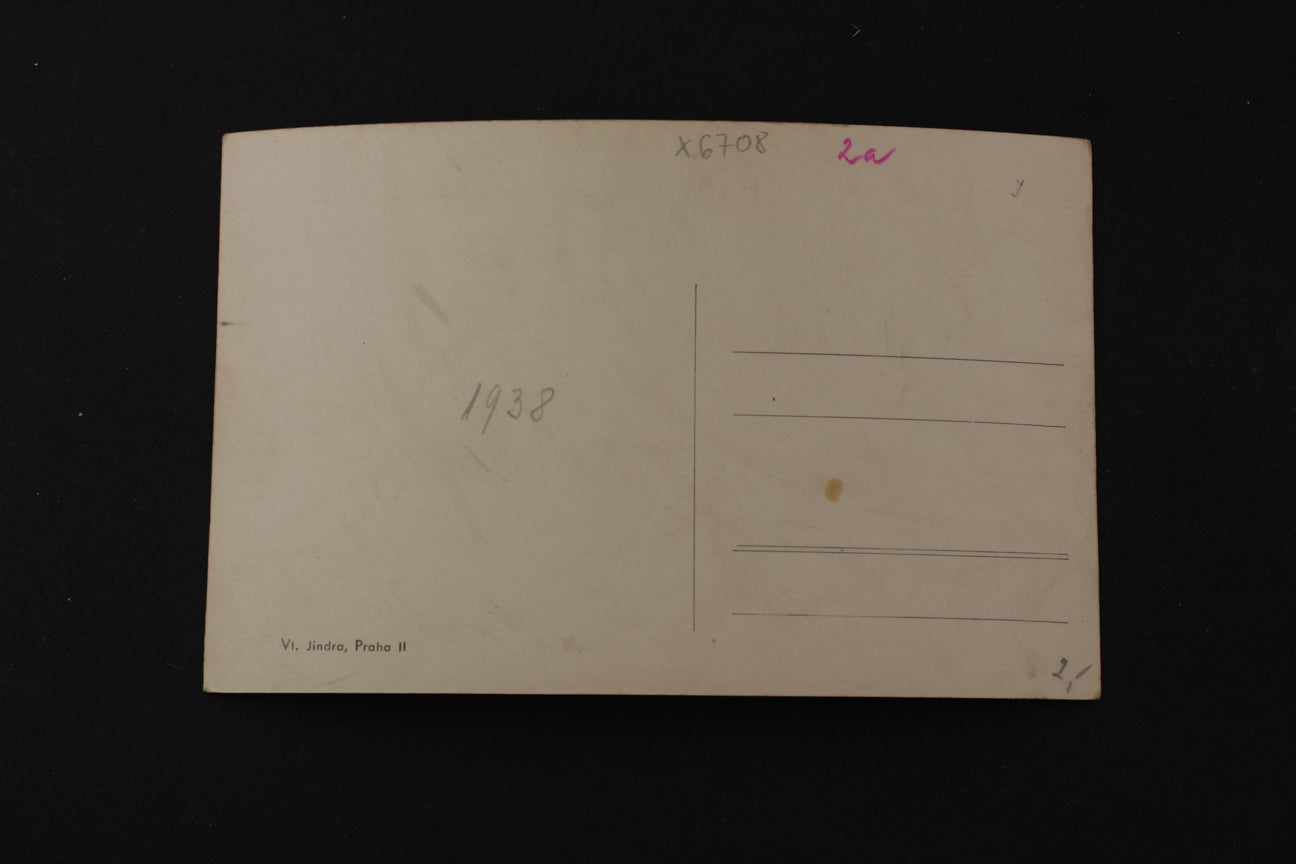 x6708 2a
1938
Vl. Jindra, Praha II
2,-